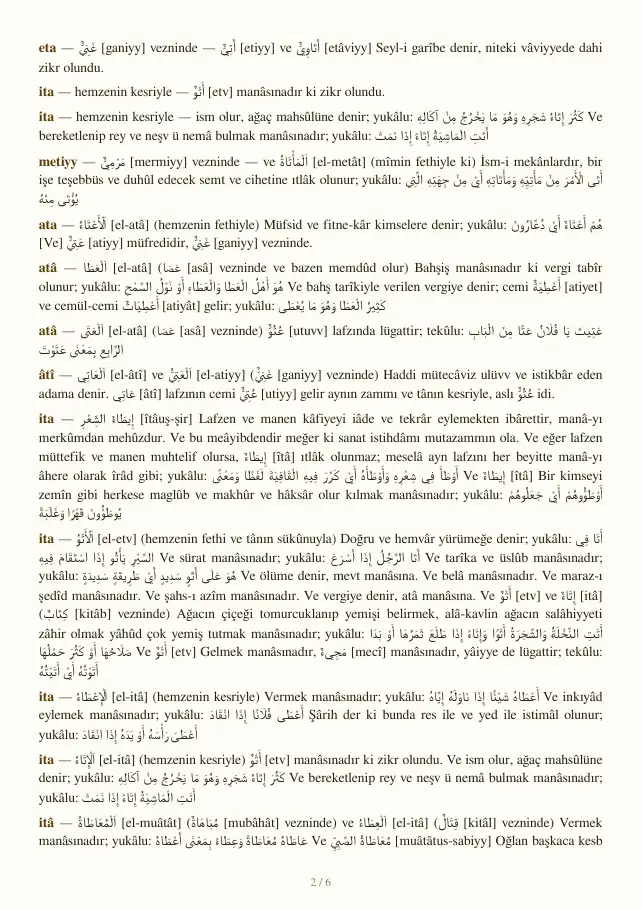 eta — غَنِيٌّ [ganiyy] vezninde — أَتِيٌّ [etiyy] ve أَتَاوِيٌّ [etâviyy] Seyl-i garîbe denir, niteki vâviyyede dahi
zikr olundu.
ita — hemzenin kesriyle — أَتْوٌ [etv] manâsınadır ki zikr olundu.
ita — hemzenin kesriyle — ism olur, ağaç mahsûlüne denir; yukâlu: كَثُرَ إِتَاءُ شَجَرِهِ وَهُوَ مَا يَخْرُجُ مِنْ آكَالِهِ Ve
bereketlenip rey ve neşv ü nemâ bulmak manâsınadır; yukâlu: أَتَتِ الْمَاشِيَةُ إِتَاءً إِذَا نَمَتْ
metiyy — مَرْمِيٌّ [mermiyy] vezninde — ve اَلْمَأْتَاةُ [el-metât] (mîmin fethiyle ki) İsm-i mekânlardır, bir
işe teşebbüs ve duhûl edecek semt ve cihetine ıtlâk olunur; yukâlu: أَتَى الْأَمْرَ مِنْ مَأْتِيِّهِ وَمَأْتَاتِهِ أَيْ مِنْ جِهَتِهِ الَّتِي
يُؤْتَى مِنْهُ
ata — اَلْأَعْتَاءُ [el-atâ] (hemzenin fethiyle) Müfsid ve fitne-kâr kimselere denir; yukâlu: هُمْ أَعْتَاءٌ أَيْ دُعَّارُونَ
[Ve] عَتِيٌّ [atiyy] müfredidir, غَنِيٌّ [ganiyy] vezninde.
atâ — اَلْعَطَا [el-atâ] (عَصَا [asâ] vezninde ve bazen memdûd olur) Bahşiş manâsınadır ki vergi tabîr
olunur; yukâlu: هُوَ أَهْلُ الْعَطَا وَالْعَطَاءِ أَوْ نَوْلُ السَّمْحِ Ve bahş tarîkiyle verilen vergiye denir; cemi أَعْطِيَةٌ [atiyet]
ve cemül-cemi أَعْطِيَاتٌ [atiyât] gelir; yukâlu: كَثِيرُ الْعَطَا وَهُوَ مَا يُعْطَى
atâ — اَلْعَتَى [el-atâ] (عَصَا [asâ] vezninde) عُتُوٌّ [utuvv] lafzında lügattir; tekûlu: عَتِيتَ يَا فُلَانُ عَتًا مِنَ الْبَابِ
الرَّابِعِ بِمَعْنَى عَتَوْتَ
âtî — اَلْعَاتِي [el-âtî] ve اَلْعَتِيُّ [el-atiyy] (غَنِيٌّ [ganiyy] vezninde) Haddi mütecâviz ulüvv ve istikbâr eden
adama denir. عَاتِي [âtî] lafzının cemi عُتِيٌّ [utiyy] gelir aynın zammı ve tânın kesriyle, aslı عُتُوٌّ idi.
ita — إِيطَاءُ الشِّعْرِ [îtâuş-şir] Lafzen ve manen kâfiyeyi iâde ve tekrâr eylemekten ibârettir, manâ-yı
merkûmdan mehûzdur. Ve bu meâyibdendir meğer ki sanat istihdâmı mutazammın ola. Ve eğer lafzen
müttefik ve manen muhtelif olursa, إِيطَاءٌ [îtâ] ıtlâk olunmaz; meselâ ayn lafzını her beyitte manâ-yı
âhere olarak îrâd gibi; yukâlu: أَوْطَأَ فِي شِعْرِهِ وَأَوْطَأَهُ أَيْ كَرَّرَ فِيهِ الْقَافِيَةَ لَفْظًا وَمَعْنًى Ve إِيطَاءٌ [îtâ] Bir kimseyi
zemîn gibi herkese maglûb ve makhûr ve hâksâr olur kılmak manâsınadır; yukâlu: أَوْطَؤُوهُمْ أَيْ جَعَلُوهُمْ
يُوطَؤُونَ قَهْرًا وَغَلَبَةً
ita — اَلْأَتْوُ [el-etv] (hemzenin fethi ve tânın sükûnuyla) Doğru ve hemvâr yürümeğe denir; yukâlu: أَتَا فِي
السَّيْرِ يَأْتُو إِذَا اسْتَقَامَ فِيهِ Ve sürat manâsınadır; yukâlu: أَتَا الرَّجُلُ إِذَا أَسْرَعَ Ve tarîka ve üslûb manâsınadır;
yukâlu: هُوَ عَلَى أَتْوٍ سَدِيدٍ أَيْ طَرِيقَةٍ سَدِيدَةٍ Ve ölüme denir, mevt manâsına. Ve belâ manâsınadır. Ve maraz-ı
şedîd manâsınadır. Ve şahs-ı azîm manâsınadır. Ve vergiye denir, atâ manâsına. Ve أَتْوٌ [etv] ve إِتَاءٌ [itâ]
(كِتَابٌ [kitâb] vezninde) Ağacın çiçeği tomurcuklanıp yemişi belirmek, alâ-kavlin ağacın salâhiyyeti
zâhir olmak yâhûd çok yemiş tutmak manâsınadır; yukâlu: أَتَتِ النَّخْلَةُ وَالشَّجَرَةُ أَتْوًا وَإِتَاءً إِذَا طَلَعَ ثَمَرُهَا أَوْ بَدَا
صَلَاحُهَا أَوْ كَثُرَ حَمْلُهَا Ve أَتْوٌ [etv] Gelmek manâsınadır, مَجِيءٌ [mecî] manâsınadır, yâiyye de lügattir; tekûlu:
أَتَوْتُهُ أَيْ أَتَيْتُهُ
ita — اَلْإِعْطَاءُ [el-itâ] (hemzenin kesriyle) Vermek manâsınadır; yukâlu: أَعْطَاهُ شَيْئًا إِذَا نَاوَلَهُ إِيَّاهُ Ve inkıyâd
eylemek manâsınadır; yukâlu: أَعْطَى فُلَانًا إِذَا انْقَادَ Şârih der ki bunda res ile ve yed ile istimâl olunur;
yukâlu: أَعْطَى رَأْسَهُ أَوْ يَدَهُ إِذَا انْقَادَ
ita — اَلْإِتَاءُ [el-itâ] (hemzenin kesriyle) أَتْوٌ [etv] manâsınadır ki zikr olundu. Ve ism olur, ağaç mahsûlüne
denir; yukâlu: كَثُرَ إِتَاءُ شَجَرِهِ وَهُوَ مَا يَخْرُجُ مِنْ آكَالِهِ Ve bereketlenip rey ve neşv ü nemâ bulmak manâsınadır;
yukâlu: أَتَتِ الْمَاشِيَةُ إِتَاءً إِذَا نَمَتْ
itâ — اَلْمُعَاطَاةُ [el-muâtât] (مُبَاهَاةٌ [mubâhât] vezninde) ve اَلْعِطَاءُ [el-itâ] (قِتَالٌ [kitâl] vezninde) Vermek
manâsınadır; yukâlu: عَاطَاهُ مُعَاطَاةً وَعِطَاءً بِمَعْنَى أَعْطَاهُ Ve مُعَاطَاةُ الصَّبِيِّ [muâtâtus-sabiyy] Oğlan başkaca kesb
2 / 6